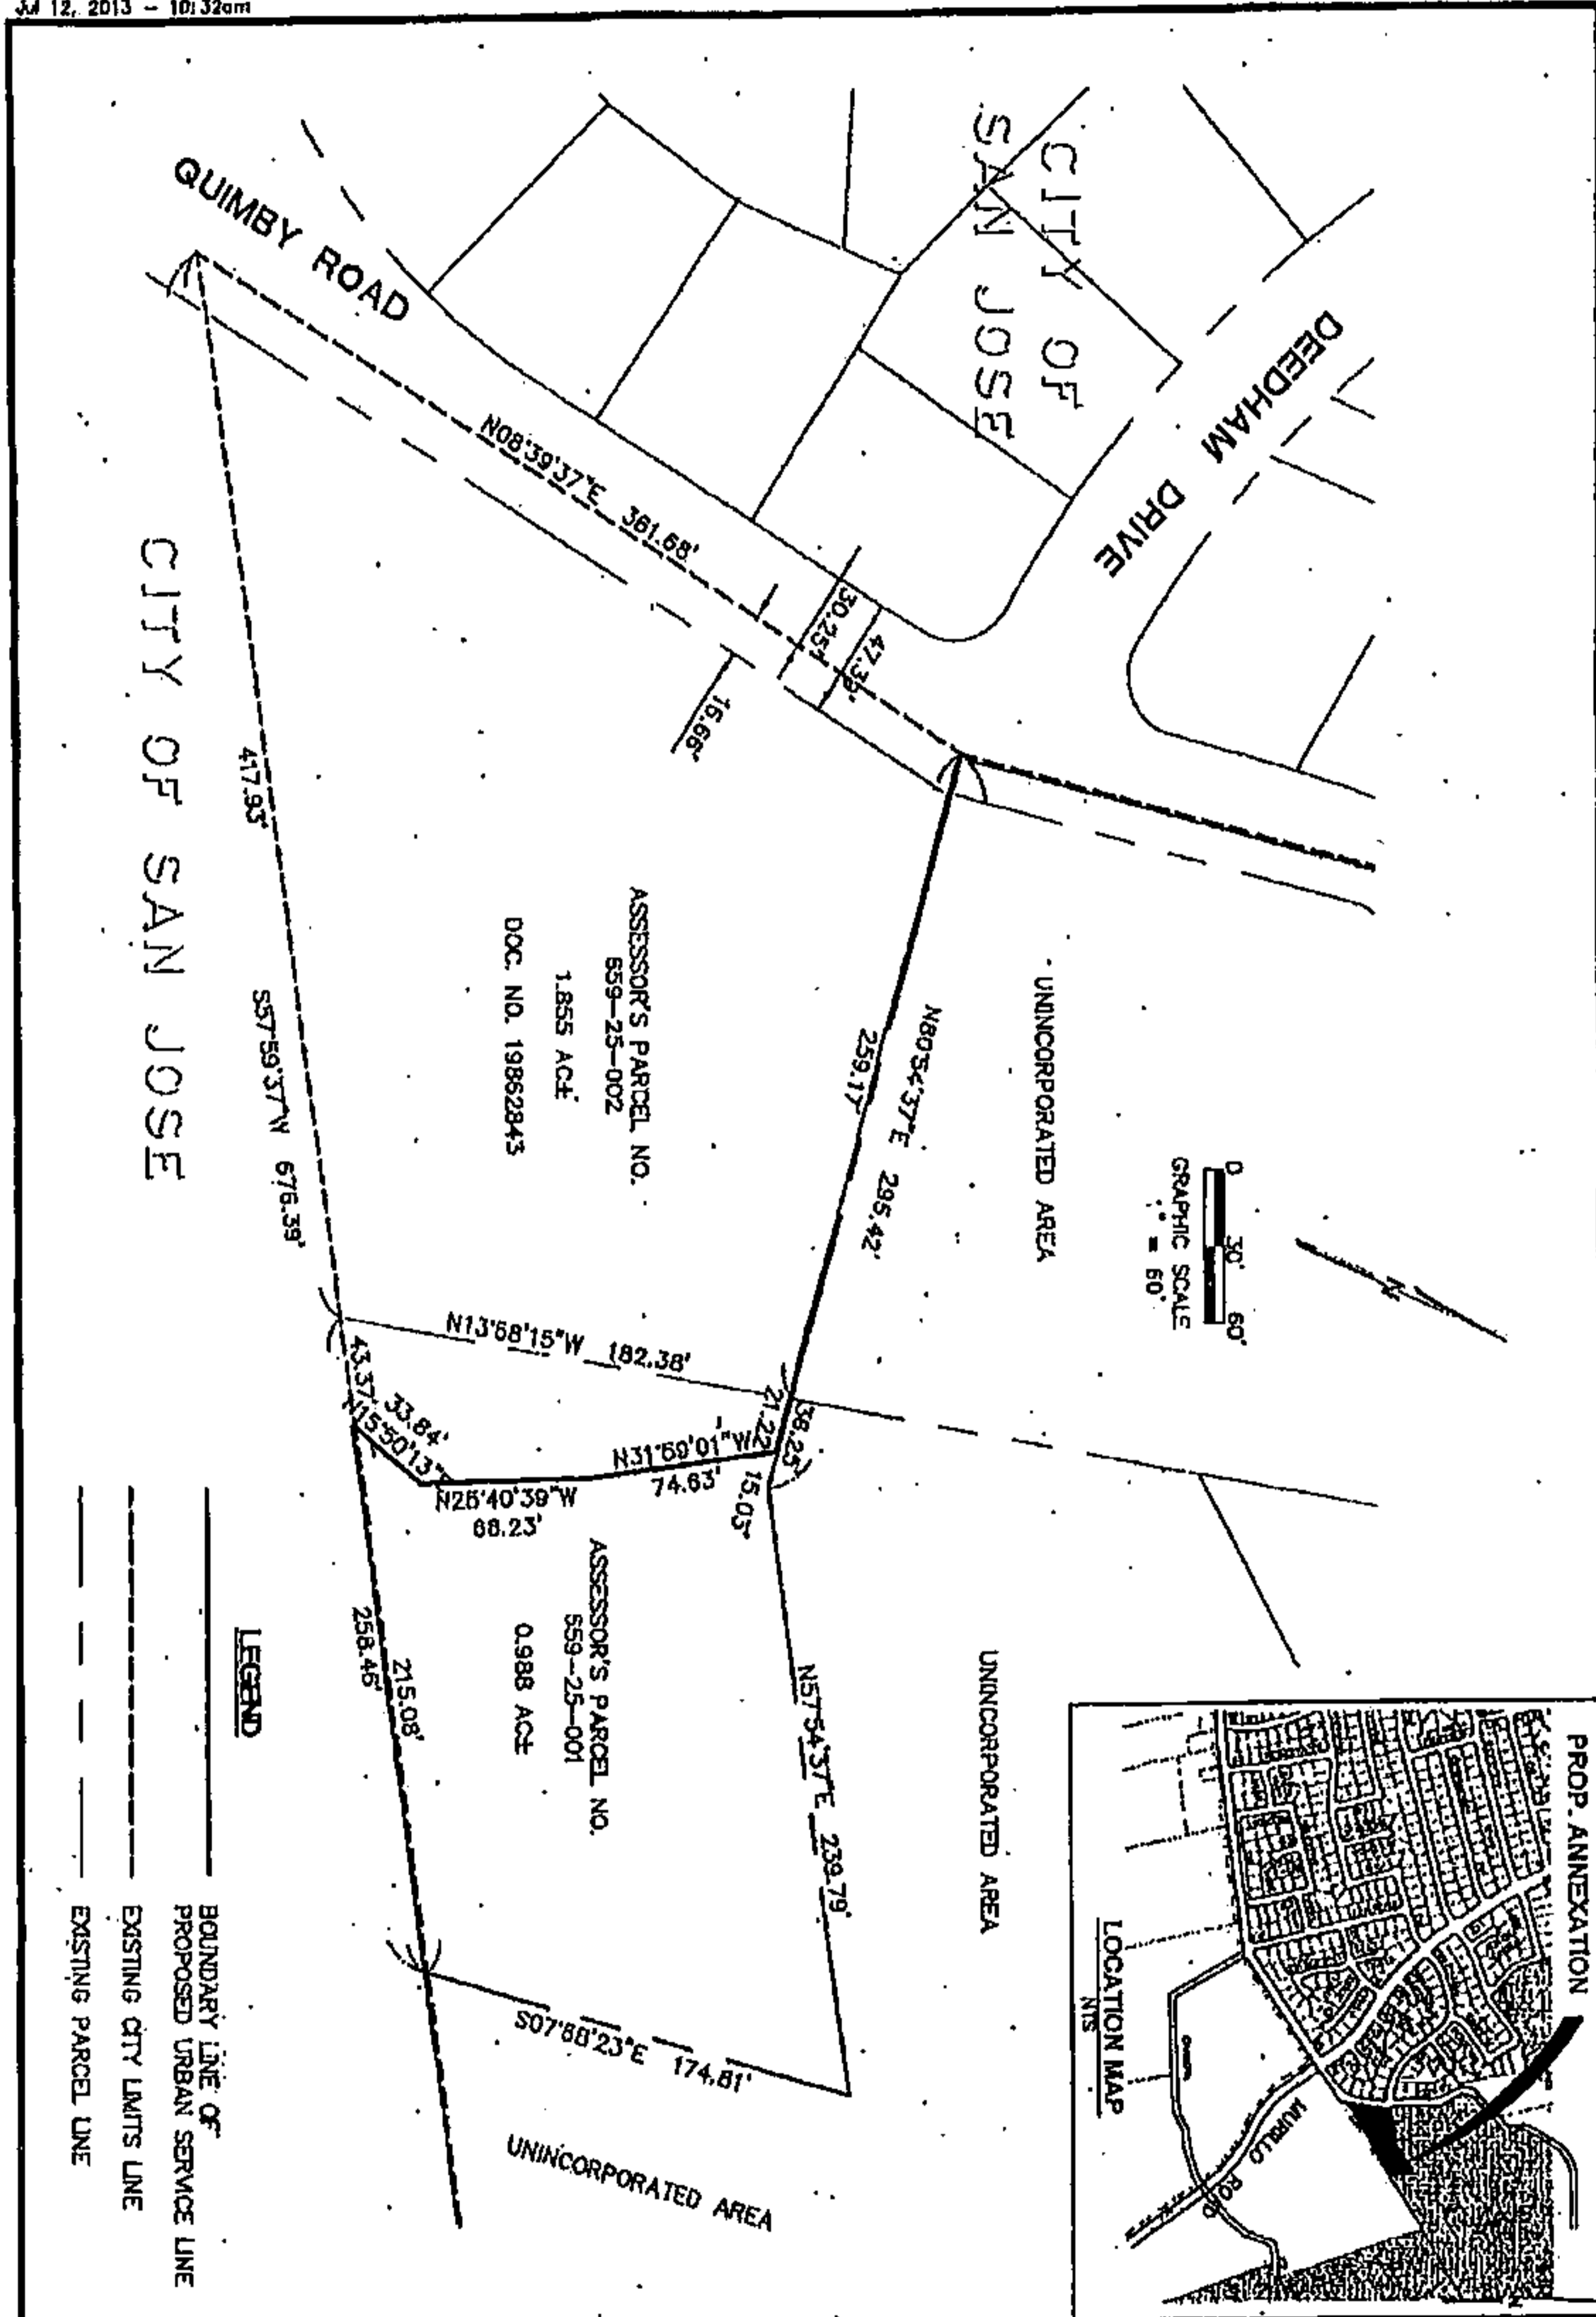 Jul 12, 2013 - 10:32am
CITY OF
SAN JOSE
QUIMBY ROAD
DEEDHAM DRIVE
N08°39'37"E 361.68'
30.25'
47.39'
16.66'
CITY OF SAN JOSE
417.93'
S57°59'37"W 676.39'
ASSESSOR'S PARCEL NO.
659-25-002
1.855 AC±
DOC. NO. 19862843
UNINCORPORATED AREA
N80°54'37"E 295.42'
259.17'
0 30' 60'
GRAPHIC SCALE
1" = 60'
N
N13°58'15"W 182.38'
36.25'
21.22'
15.03'
43.37'
33.84'
N15°50'13"E
N31°59'01"W
74.63'
N26°40'39"W
68.23'
ASSESSOR'S PARCEL NO.
659-25-001
0.988 AC±
215.08'
258.46'
N57°54'37"E 239.79'
UNINCORPORATED AREA
S07°58'23"E 174.81'
UNINCORPORATED AREA
LEGEND
BOUNDARY LINE OF
PROPOSED URBAN SERVICE LINE
EXISTING CITY LIMITS LINE
EXISTING PARCEL LINE
PROP. ANNEXATION
MURILLO ROAD
LOCATION MAP
NTS